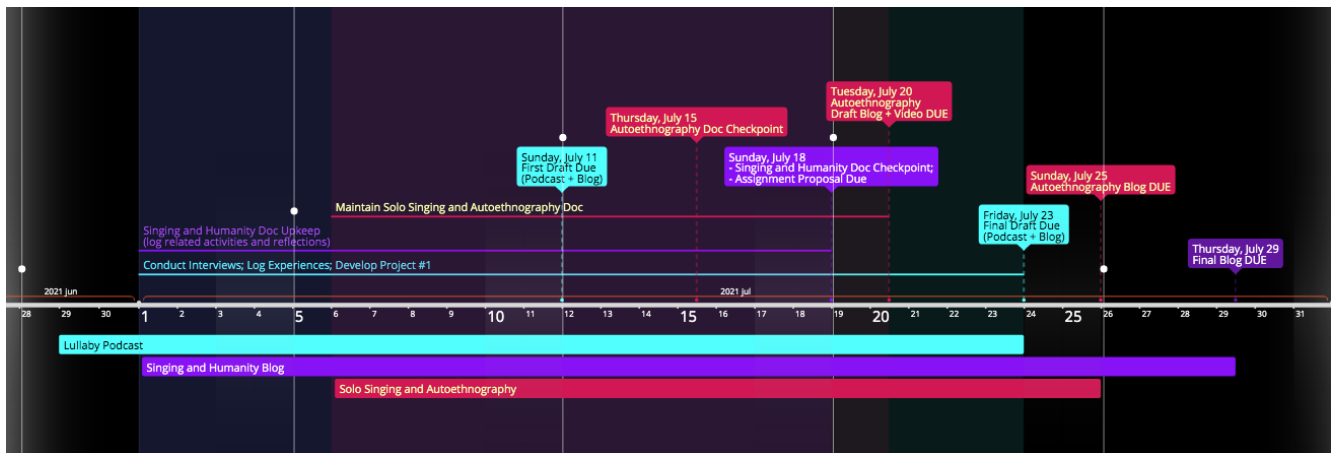 Tuesday, July 20
Autoethnography
Draft Blog + Video DUE
Thursday, July 15
Autoethnography Doc Checkpoint
Sunday, July 11
First Draft Due
(Podcast + Blog)
Sunday, July 18
- Singing and Humanity Doc Checkpoint;
- Assignment Proposal Due
Sunday, July 25
Autoethnography Blog DUE
Maintain Solo Singing and Autoethnography Doc
Friday, July 23
Final Draft Due
(Podcast + Blog)
Singing and Humanity Doc Upkeep
(log related activities and reflections)
Thursday, July 29
Final Blog DUE
Conduct Interviews; Log Experiences; Develop Project #1
2021 Jun
2021 Jul
28 29 30 1 2 3 4 5 6 7 8 9 10 11 12 13 14 15 16 17 18 19 20 21 22 23 24 25 26 27 28 29 30 31
Lullaby Podcast
Singing and Humanity Blog
Solo Singing and Autoethnography